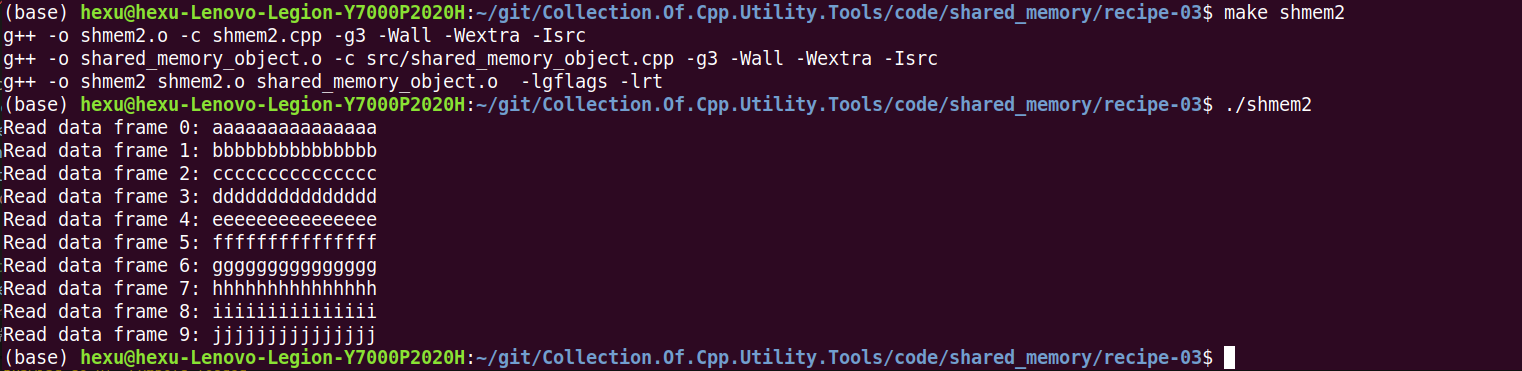 (base) hexu@hexu-Lenovo-Legion-Y7000P2020H:~/git/Collection.Of.Cpp.Utility.Tools/code/shared_memory/recipe-03$ make shmem2
g++ -o shmem2.o -c shmem2.cpp -g3 -Wall -Wextra -Isrc
g++ -o shared_memory_object.o -c src/shared_memory_object.cpp -g3 -Wall -Wextra -Isrc
g++ -o shmem2 shmem2.o shared_memory_object.o  -lgflags -lrt
(base) hexu@hexu-Lenovo-Legion-Y7000P2020H:~/git/Collection.Of.Cpp.Utility.Tools/code/shared_memory/recipe-03$ ./shmem2
Read data frame 0: aaaaaaaaaaaaaaa
Read data frame 1: bbbbbbbbbbbbbbb
Read data frame 2: ccccccccccccccc
Read data frame 3: ddddddddddddddd
Read data frame 4: eeeeeeeeeeeeeee
Read data frame 5: fffffffffffffff
Read data frame 6: ggggggggggggggg
Read data frame 7: hhhhhhhhhhhhhhh
Read data frame 8: iiiiiiiiiiiiiii
Read data frame 9: jjjjjjjjjjjjjjj
(base) hexu@hexu-Lenovo-Legion-Y7000P2020H:~/git/Collection.Of.Cpp.Utility.Tools/code/shared_memory/recipe-03$